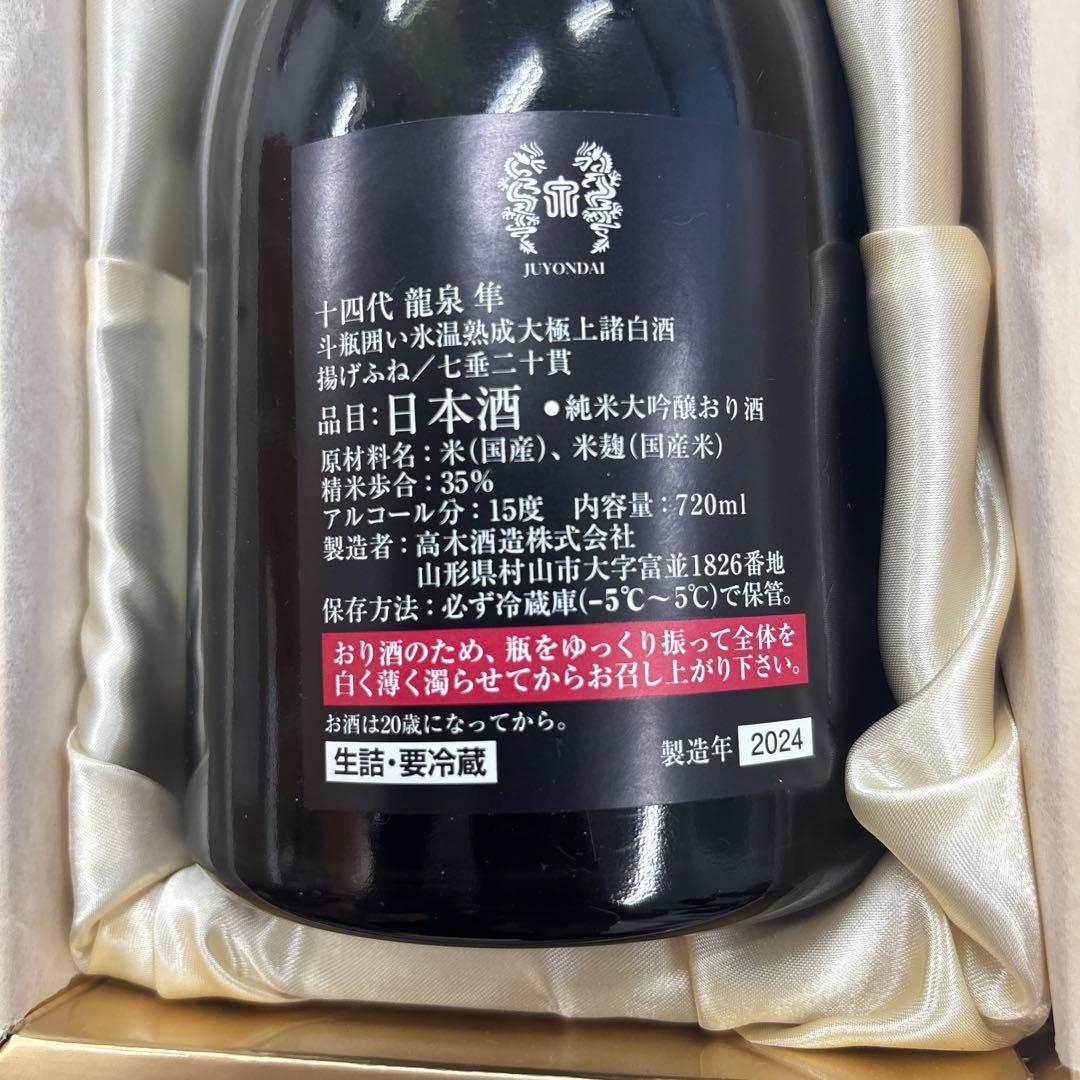 JUYONDAI
十四代 龍泉 隼
斗瓶囲い氷温熟成大極上諸白酒
揚げふね／七垂二十貫
品目：日本酒 ●純米大吟醸おり酒
原材料名：米（国産）、米麹（国産米）
精米歩合：35％
アルコール分：15度 内容量：720ml
製造者：高木酒造株式会社
山形県村山市大字富並1826番地
保存方法：必ず冷蔵庫(−5℃〜5℃)で保管。
おり酒のため、瓶をゆっくり振って全体を
白く薄く濁らせてからお召し上がり下さい。
お酒は20歳になってから。
生詰・要冷蔵 製造年 2024